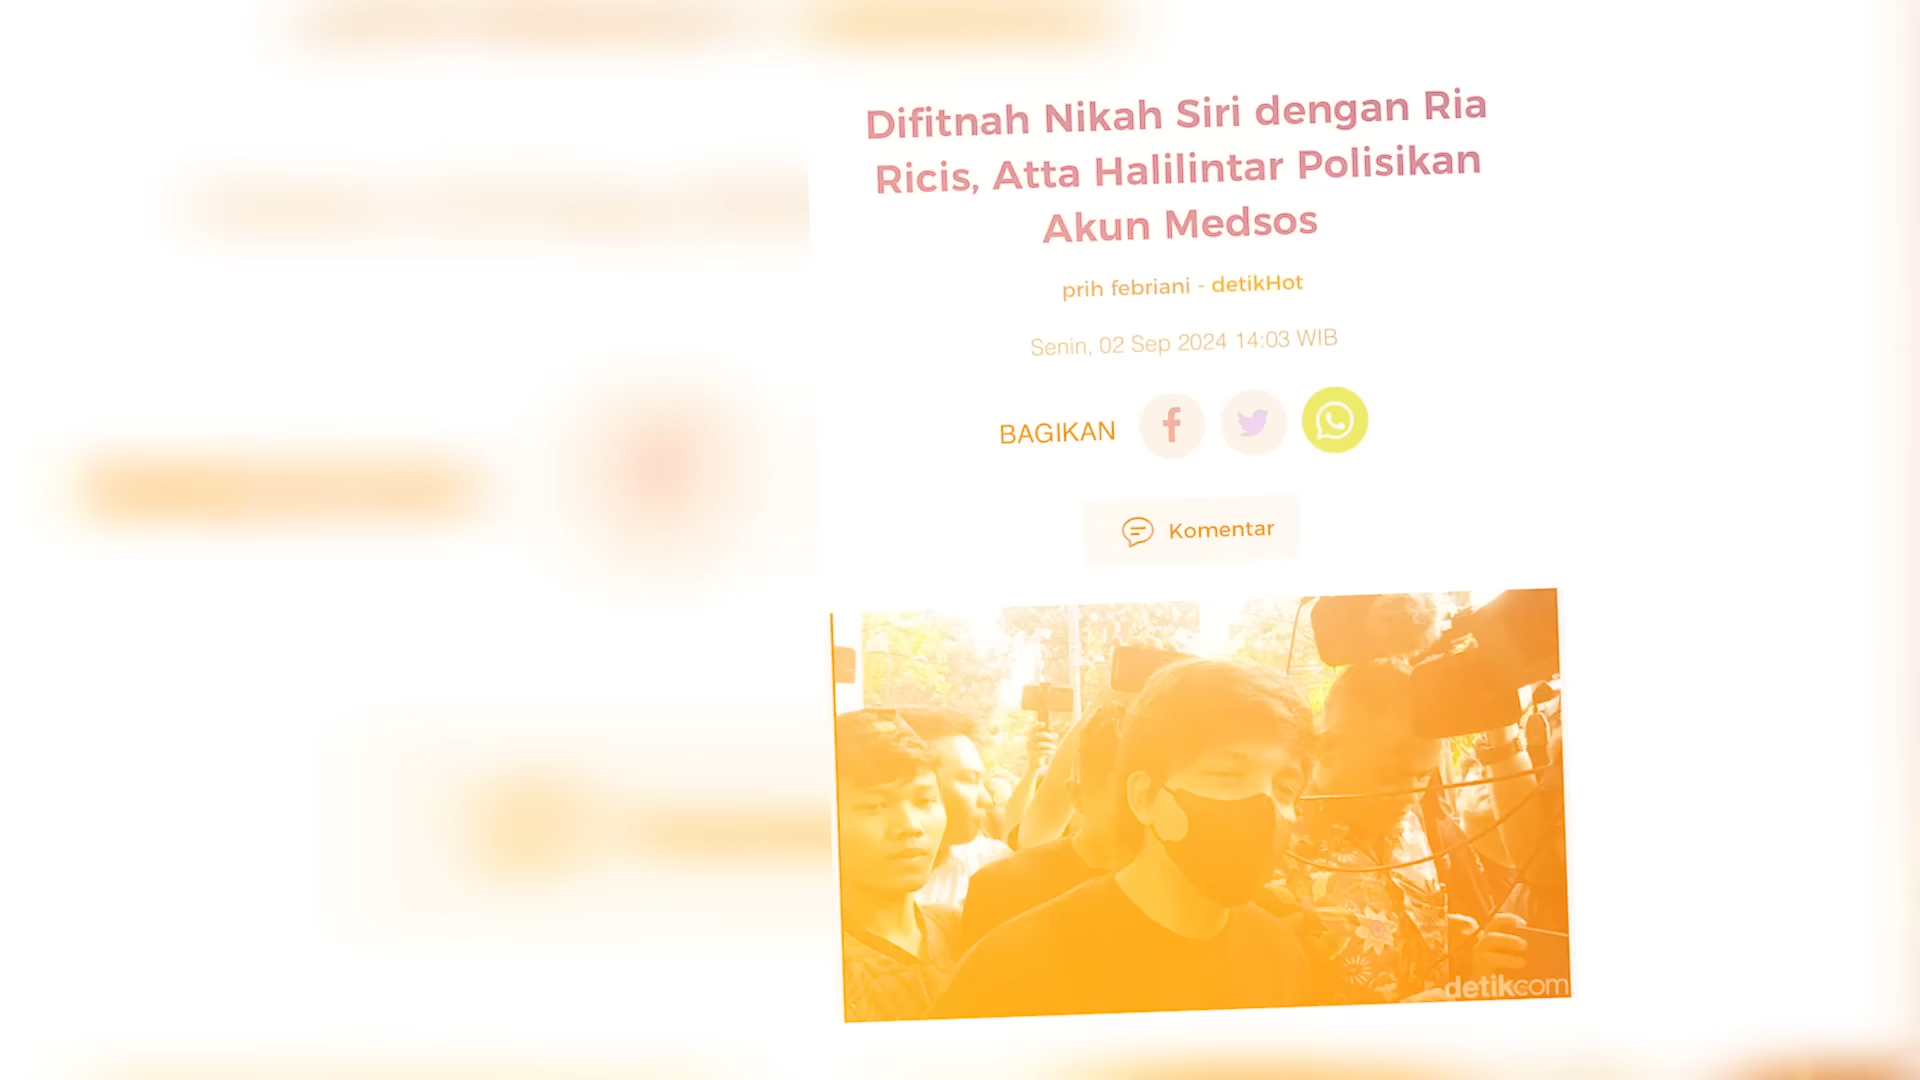 Difitnah Nikah Siri dengan Ria
Ricis, Atta Halilintar Polisikan
Akun Medsos
prih febriani - detikHot
Senin, 02 Sep 2024 14:03 WIB
BAGIKAN
Komentar
detikcom